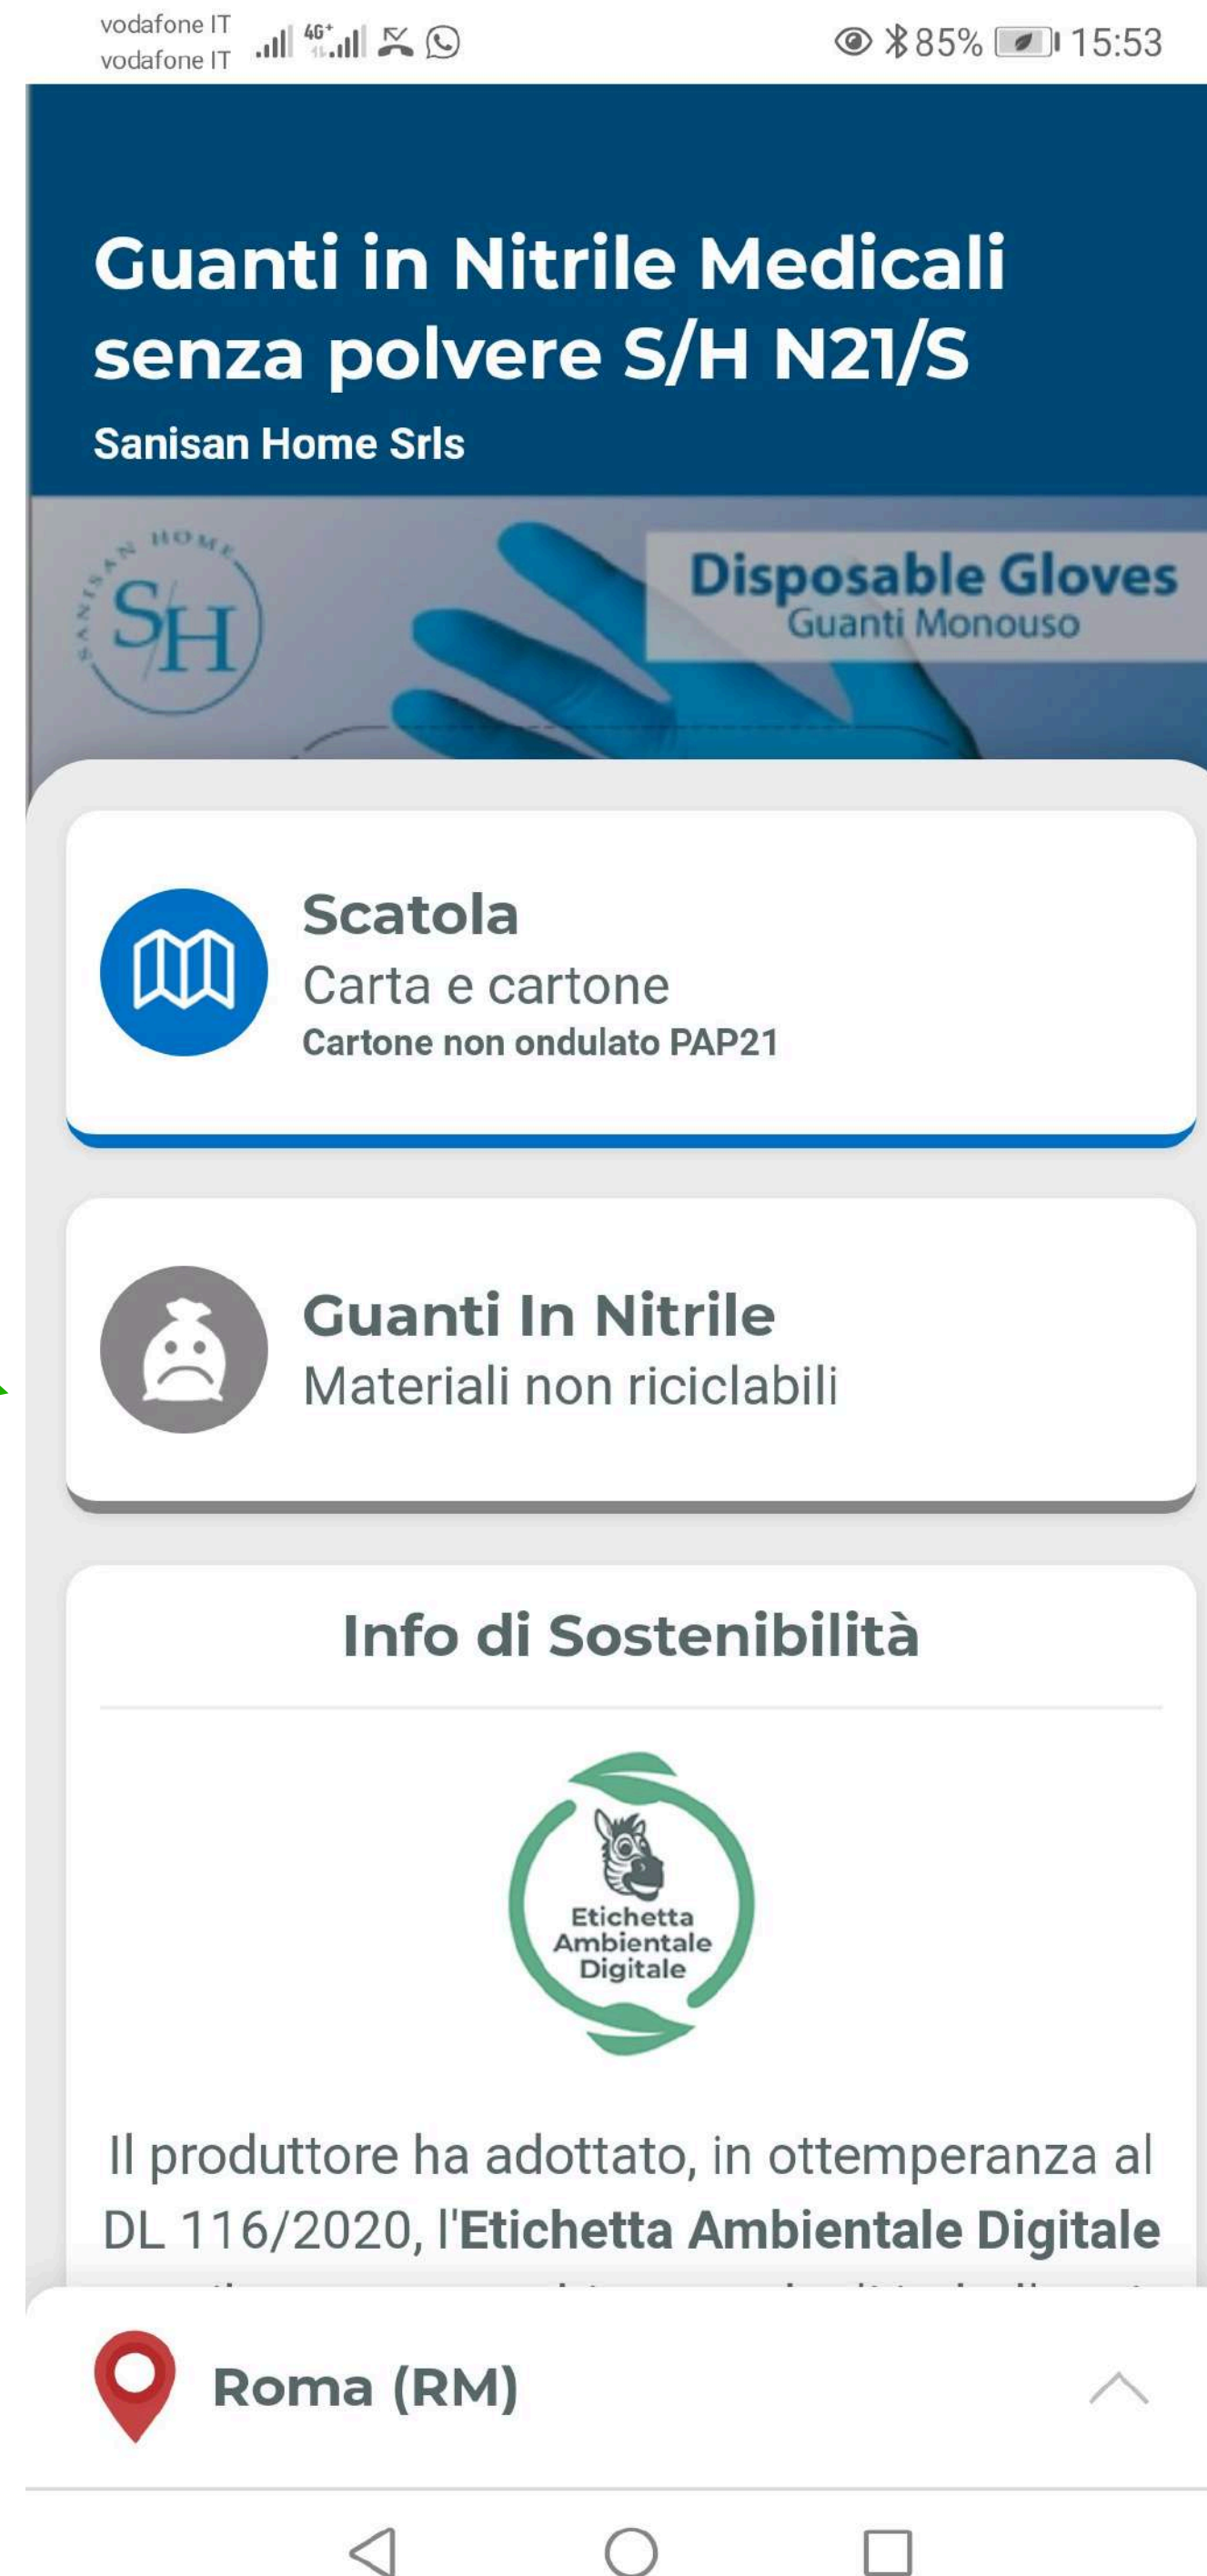 vodafone IT
vodafone IT
4G+
85%
15:53
Guanti in Nitrile Medicali
senza polvere S/H N21/S
Sanisan Home Srls
SANISAN HOME
S/H
Disposable Gloves
Guanti Monouso
Scatola
Carta e cartone
Cartone non ondulato PAP21
Guanti In Nitrile
Materiali non riciclabili
Info di Sostenibilità
Etichetta
Ambientale
Digitale
Il produttore ha adottato, in ottemperanza al
DL 116/2020, l'Etichetta Ambientale Digitale
Roma (RM)